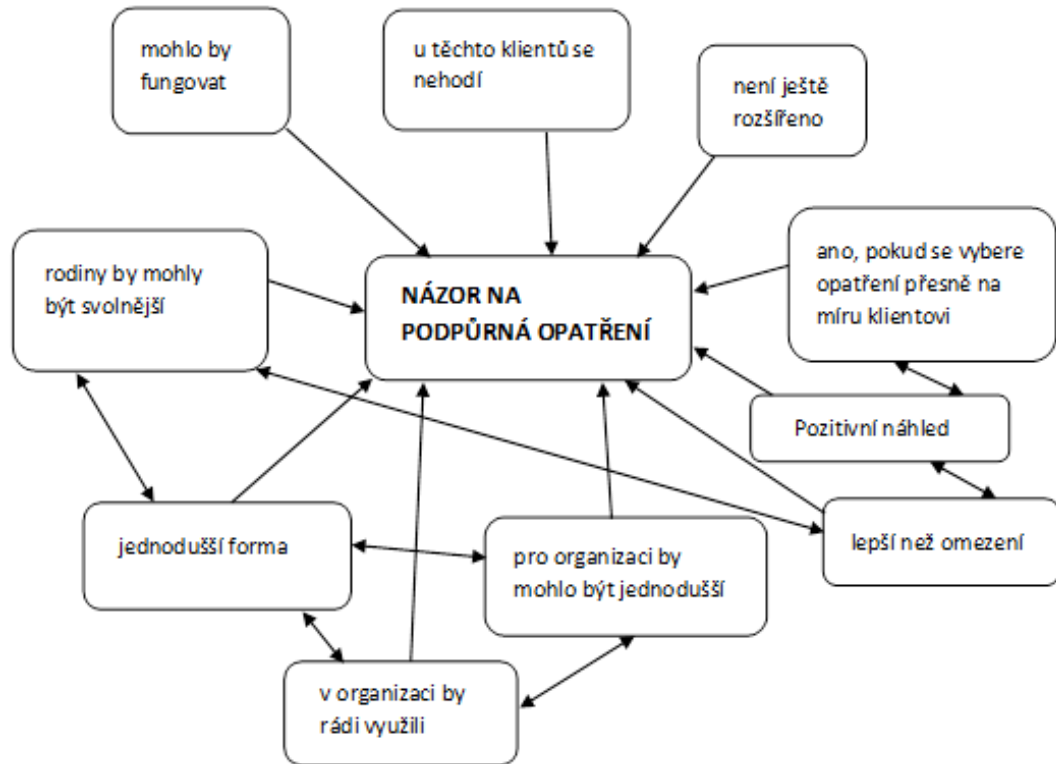 mohlo by
fungovat
u těchto klientů se
nehodí
není ještě
rozšířeno
rodiny by mohly
být svolnější
NÁZOR NA
PODPŮRNÁ OPATŘENÍ
ano, pokud se vybere
opatření přesně na
míru klientovi
Pozitivní náhled
jednodušší forma
pro organizaci by
mohlo být jednodušší
lepší než omezení
v organizaci by
rádi využili